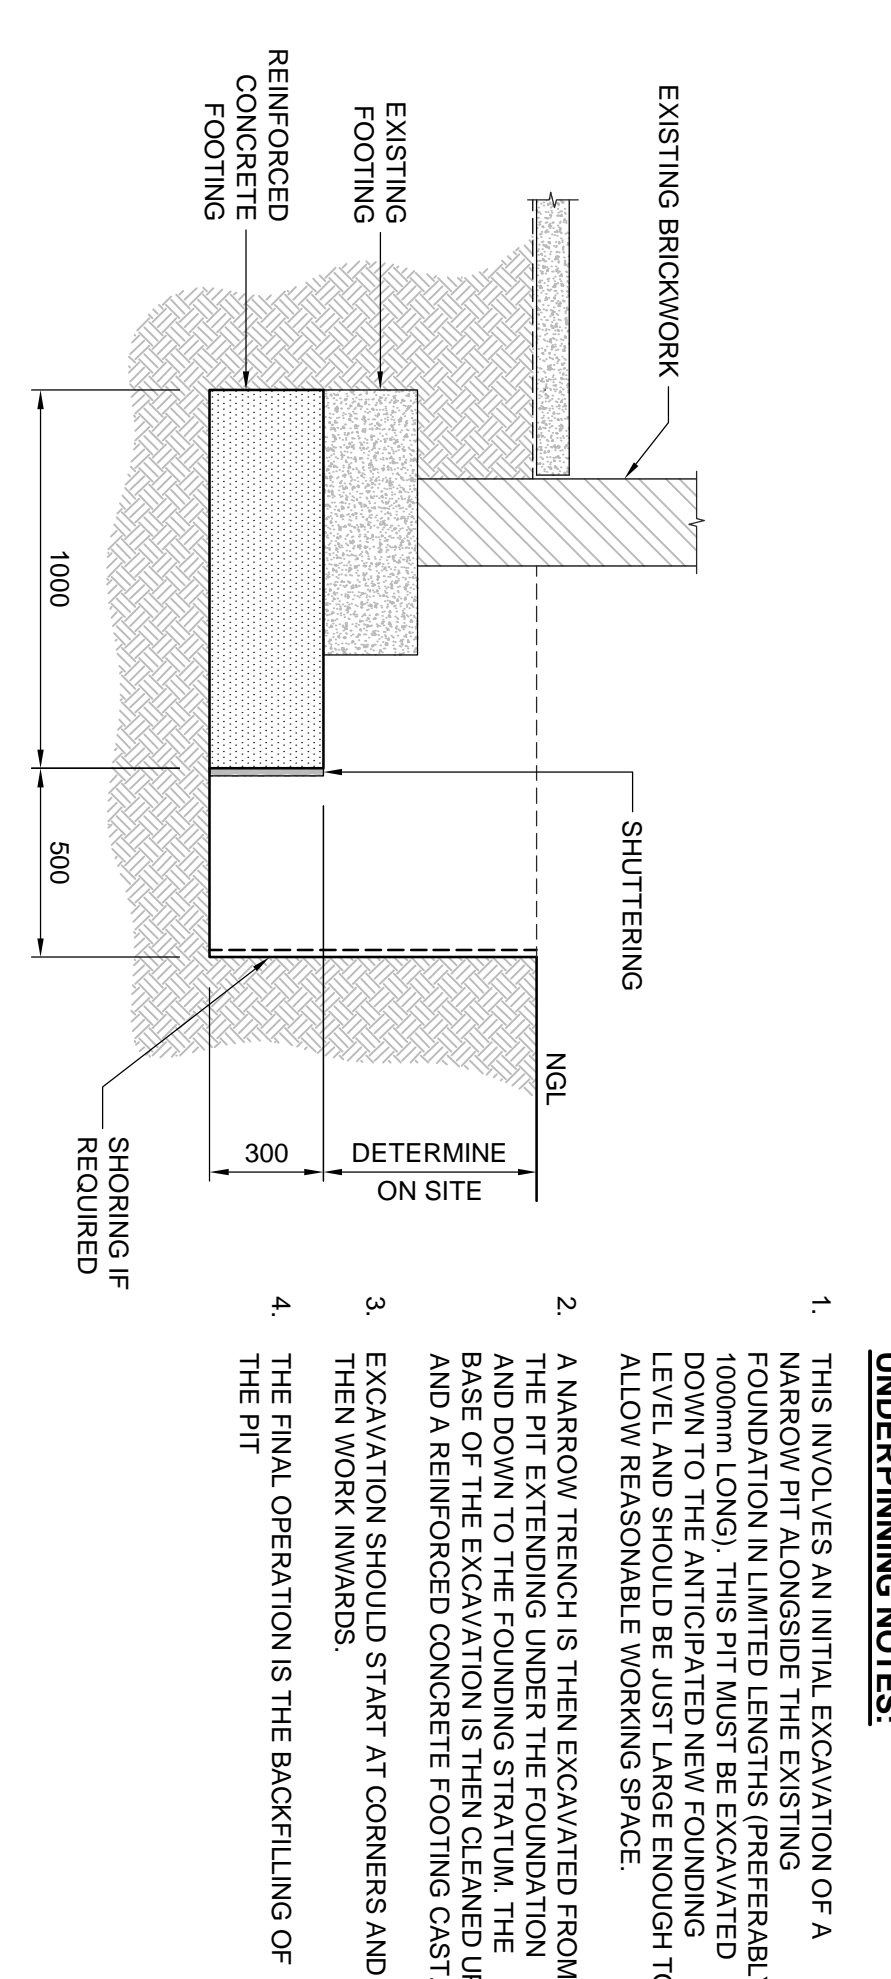 EXISTING BRICKWORK
EXISTING
FOOTING
REINFORCED
CONCRETE
FOOTING
SHUTTERING
NGL
1000
500
300
DETERMINE
ON SITE
SHORING IF
REQUIRED
UNDERPINNING NOTES:
1. THIS INVOLVES AN INITIAL EXCAVATION OF A
NARROW PIT ALONGSIDE THE EXISTING
FOUNDATION IN LIMITED LENGTHS (PREFERABLY
1000mm LONG). THIS PIT MUST BE EXCAVATED
DOWN TO THE ANTICIPATED NEW FOUNDING
LEVEL AND SHOULD BE JUST LARGE ENOUGH TO
ALLOW REASONABLE WORKING SPACE.
2. A NARROW TRENCH IS THEN EXCAVATED FROM
THE PIT EXTENDING UNDER THE FOUNDATION
AND DOWN TO THE FOUNDING STRATUM. THE
BASE OF THE EXCAVATION IS THEN CLEANED UP
AND A REINFORCED CONCRETE FOOTING CAST.
3. EXCAVATION SHOULD START AT CORNERS AND
THEN WORK INWARDS.
4. THE FINAL OPERATION IS THE BACKFILLING OF
THE PIT